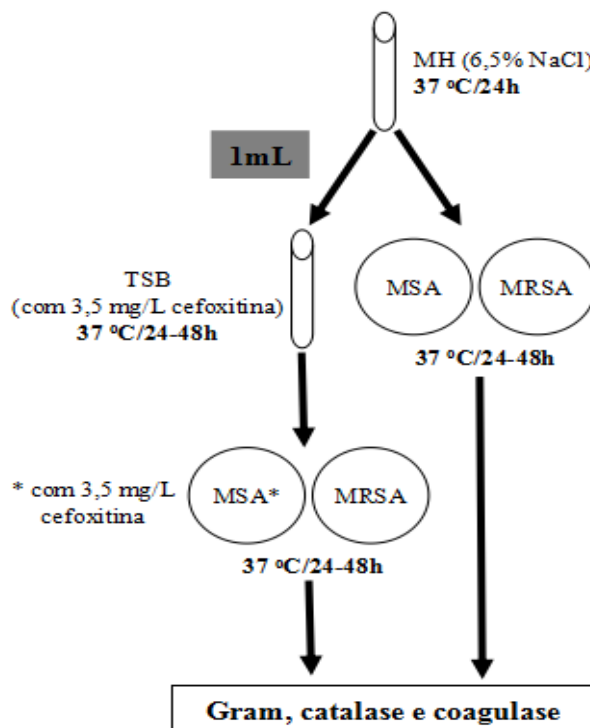 MH (6,5% NaCl)
37 ºC/24h
1mL
TSB
(com 3,5 mg/L cefoxitina)
37 ºC/24-48h
MSA
MRSA
37 ºC/24-48h
* com 3,5 mg/L
cefoxitina
MSA*
MRSA
37 ºC/24-48h
Gram, catalase e coagulase